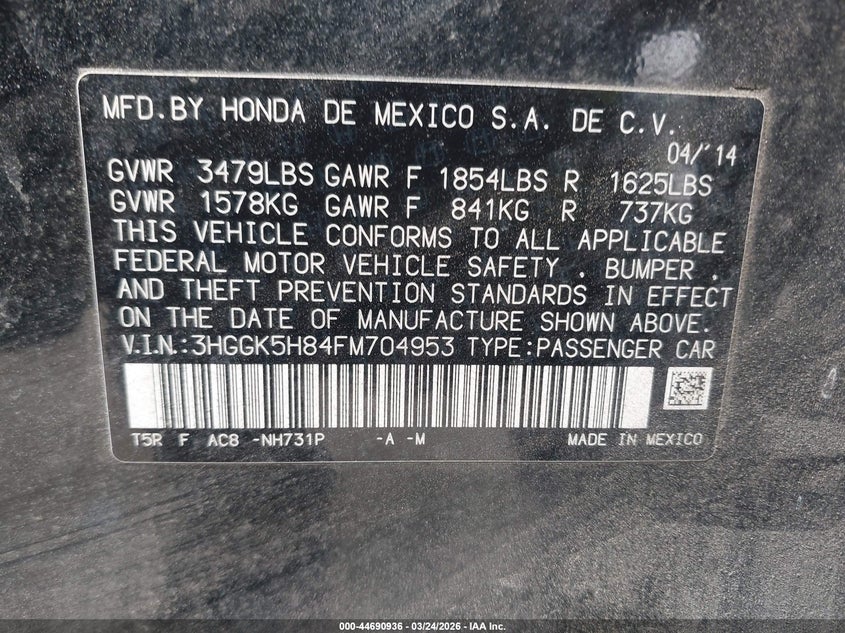 MFD.BY HONDA DE MEXICO S.A. DE C.V.
04/'14
GVWR 3479LBS GAWR F 1854LBS R 1625LBS
GVWR 1578KG GAWR F 841KG R 737KG
THIS VEHICLE CONFORMS TO ALL APPLICABLE
FEDERAL MOTOR VEHICLE SAFETY . BUMPER .
AND THEFT PREVENTION STANDARDS IN EFFECT
ON THE DATE OF MANUFACTURE SHOWN ABOVE.
V.I.N.:3HGGK5H84FM704953 TYPE:PASSENGER CAR
T5R F AC8 -NH731P -A -M MADE IN MEXICO
000-44690936 - 03/24/2026 - IAA Inc.